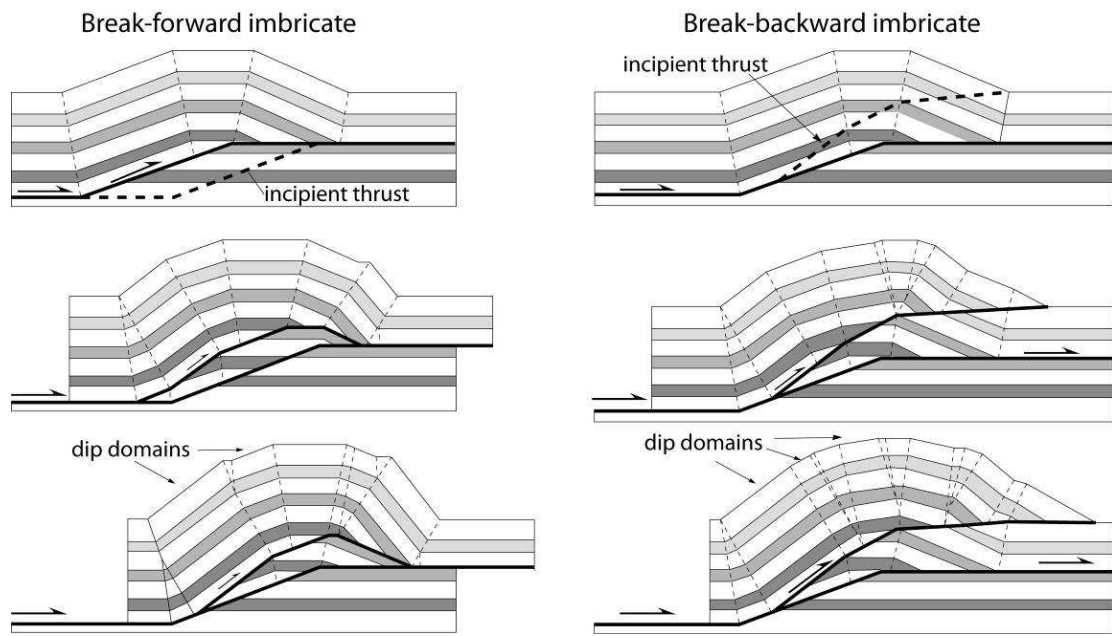 Break-forward imbricate
Break-backward imbricate
incipient thrust
incipient thrust
dip domains
dip domains